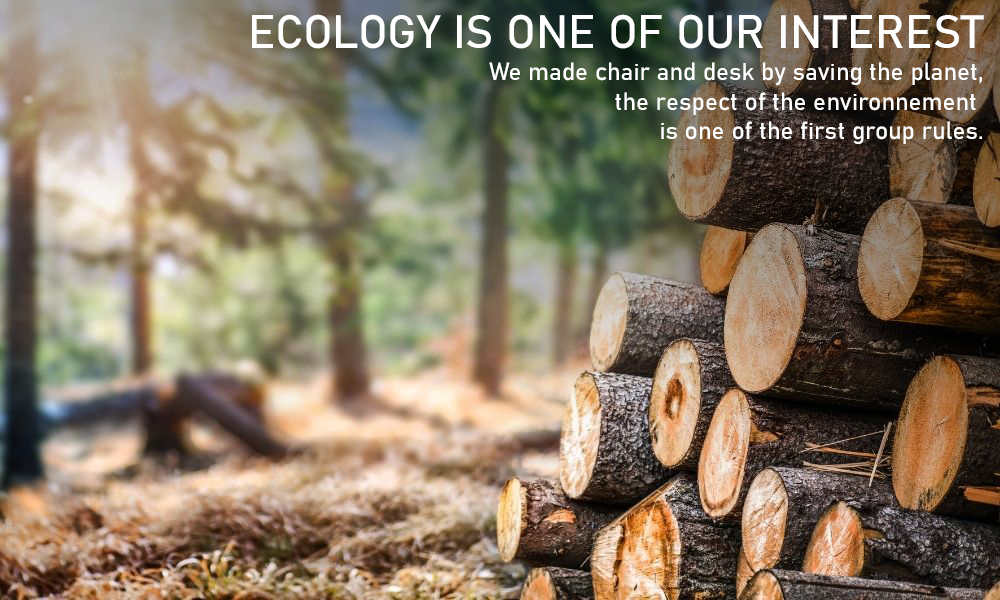 ECOLOGY IS ONE OF OUR INTEREST
We made chair and desk by saving the planet,
the respect of the environnement
is one of the first group rules.